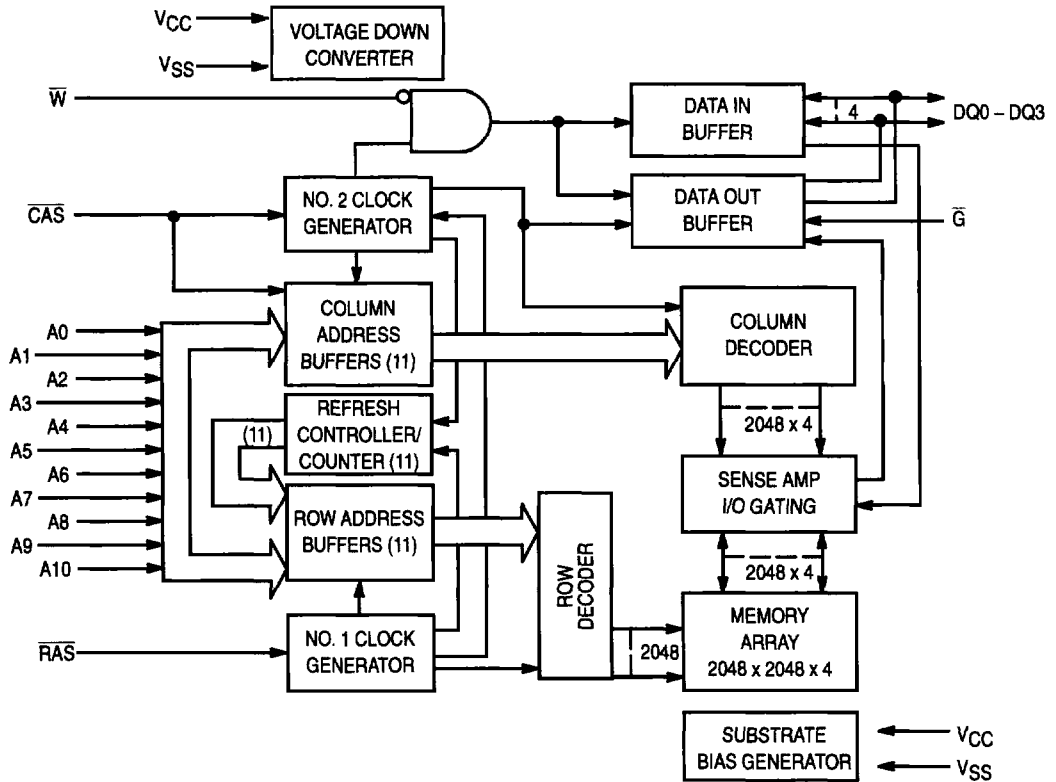 VCC
VSS
VOLTAGE DOWN
CONVERTER
W̅
DATA IN
BUFFER
4
DQ0 – DQ3
C̅A̅S̅
NO. 2 CLOCK
GENERATOR
DATA OUT
BUFFER
G̅
A0
A1
A2
A3
A4
A5
A6
A7
A8
A9
A10
COLUMN
ADDRESS
BUFFERS (11)
COLUMN
DECODER
REFRESH
CONTROLLER/
COUNTER (11)
(11)
2048 x 4
SENSE AMP
I/O GATING
ROW ADDRESS
BUFFERS (11)
2048 x 4
ROW
DECODER
2048
MEMORY
ARRAY
2048 x 2048 x 4
R̅A̅S̅
NO. 1 CLOCK
GENERATOR
SUBSTRATE
BIAS GENERATOR
VCC
VSS